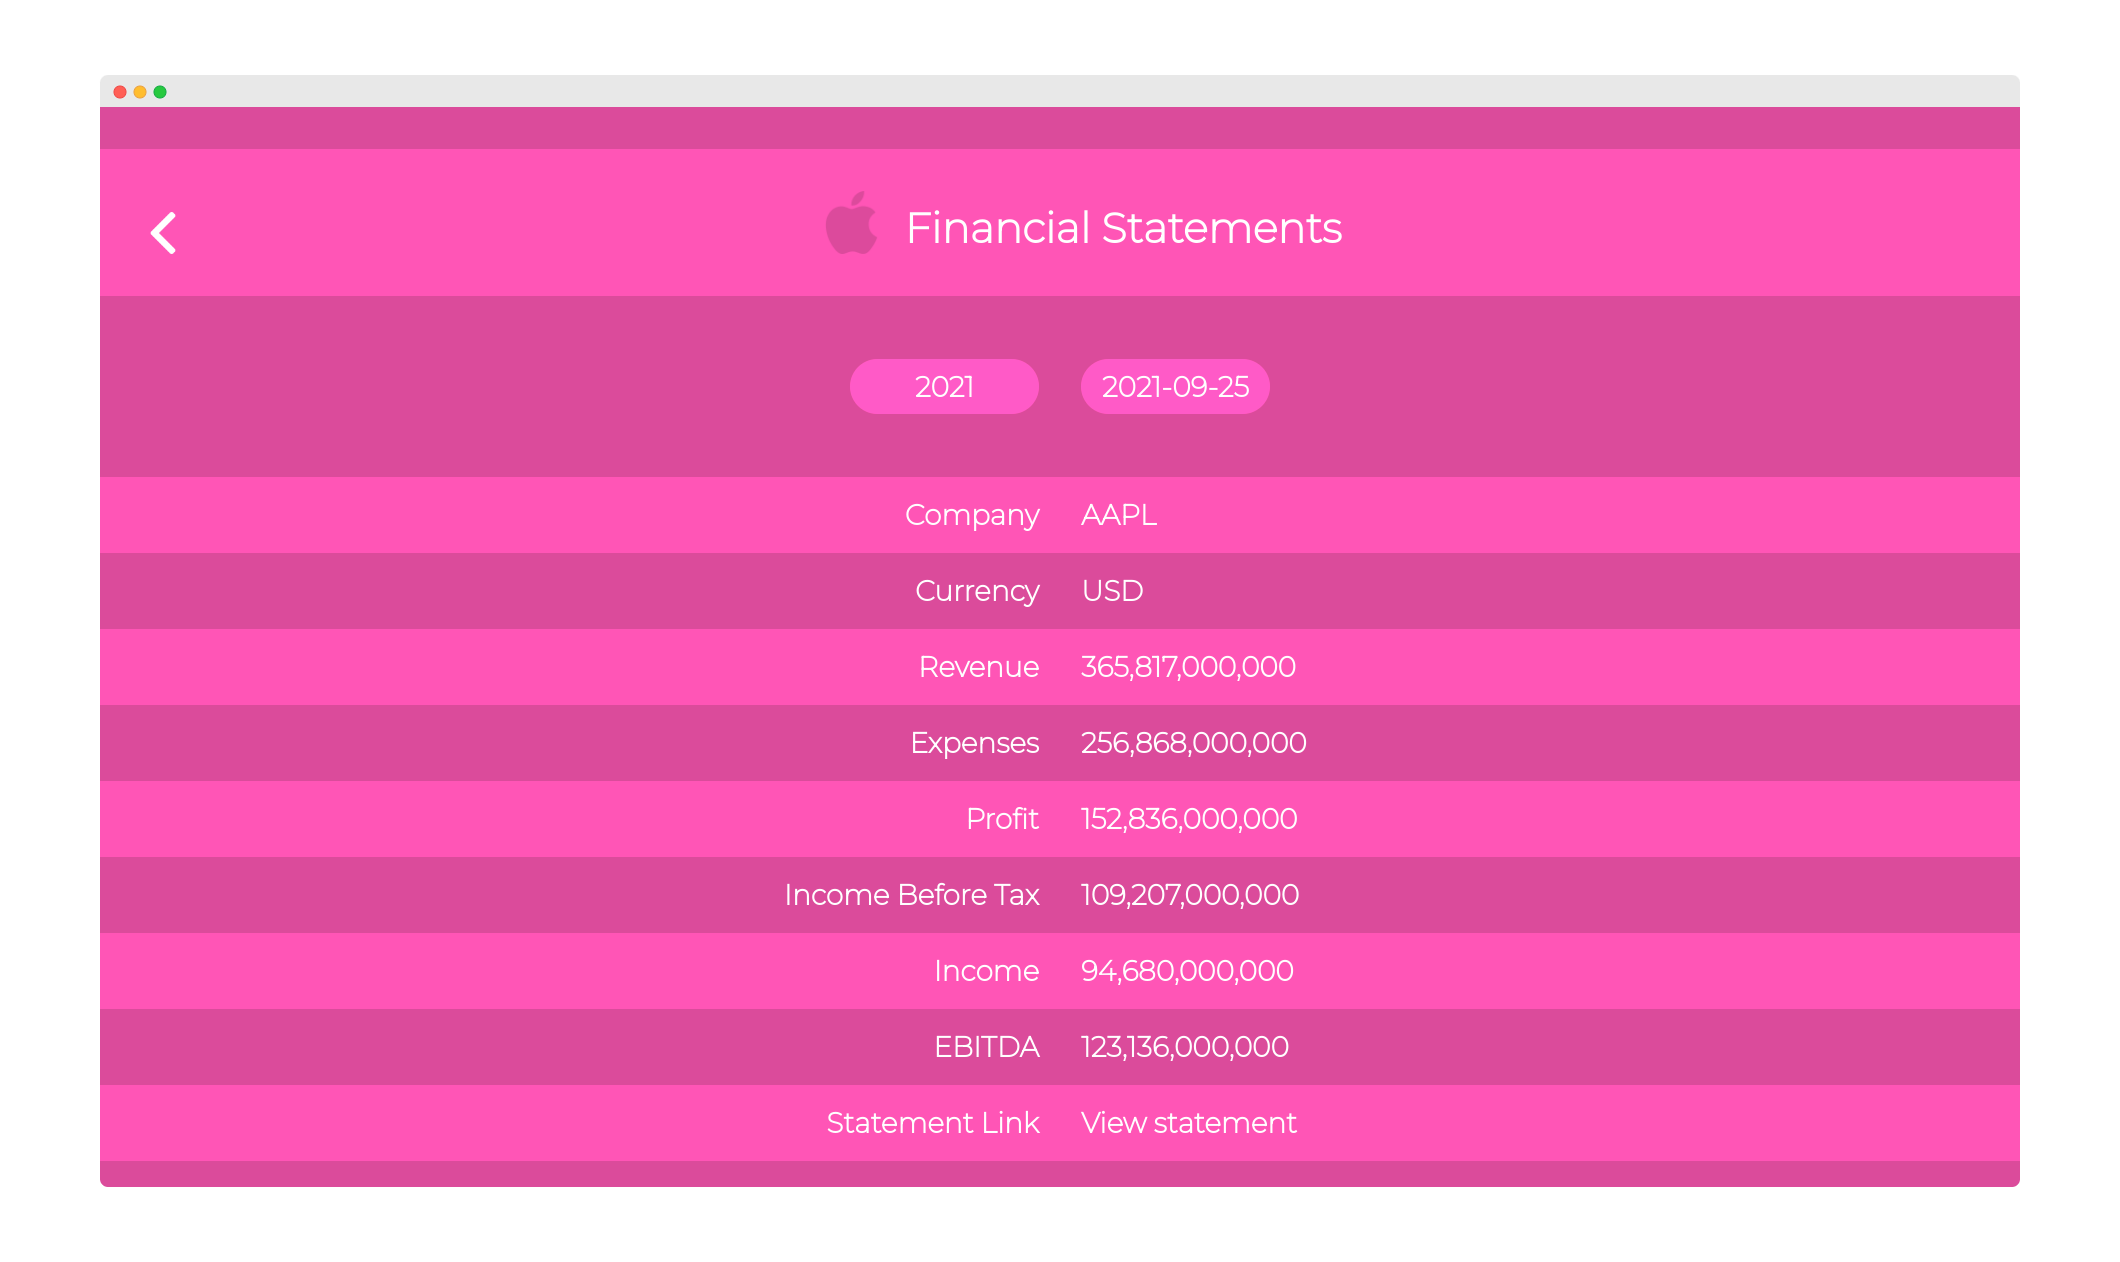 Financial Statements
2021 2021-09-25
Company AAPL
Currency USD
Revenue 365,817,000,000
Expenses 256,868,000,000
Profit 152,836,000,000
Income Before Tax 109,207,000,000
Income 94,680,000,000
EBITDA 123,136,000,000
Statement Link View statement